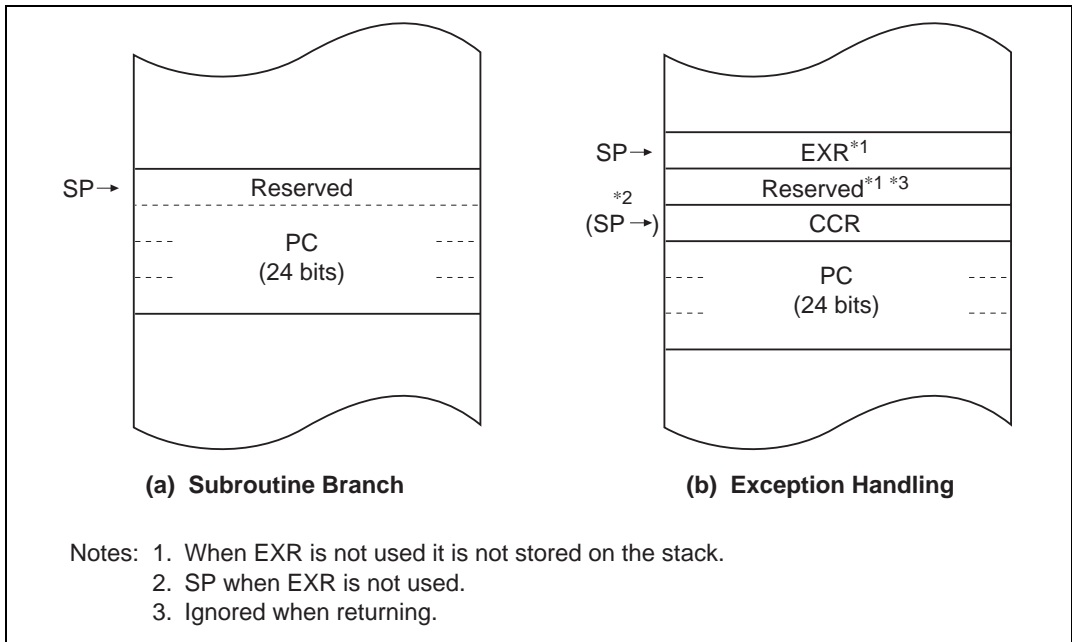 SP→
Reserved
PC
(24 bits)
(a) Subroutine Branch
SP→
EXR*1
Reserved*1 *3
*2
(SP→)
CCR
PC
(24 bits)
(b) Exception Handling
Notes: 1. When EXR is not used it is not stored on the stack.
2. SP when EXR is not used.
3. Ignored when returning.